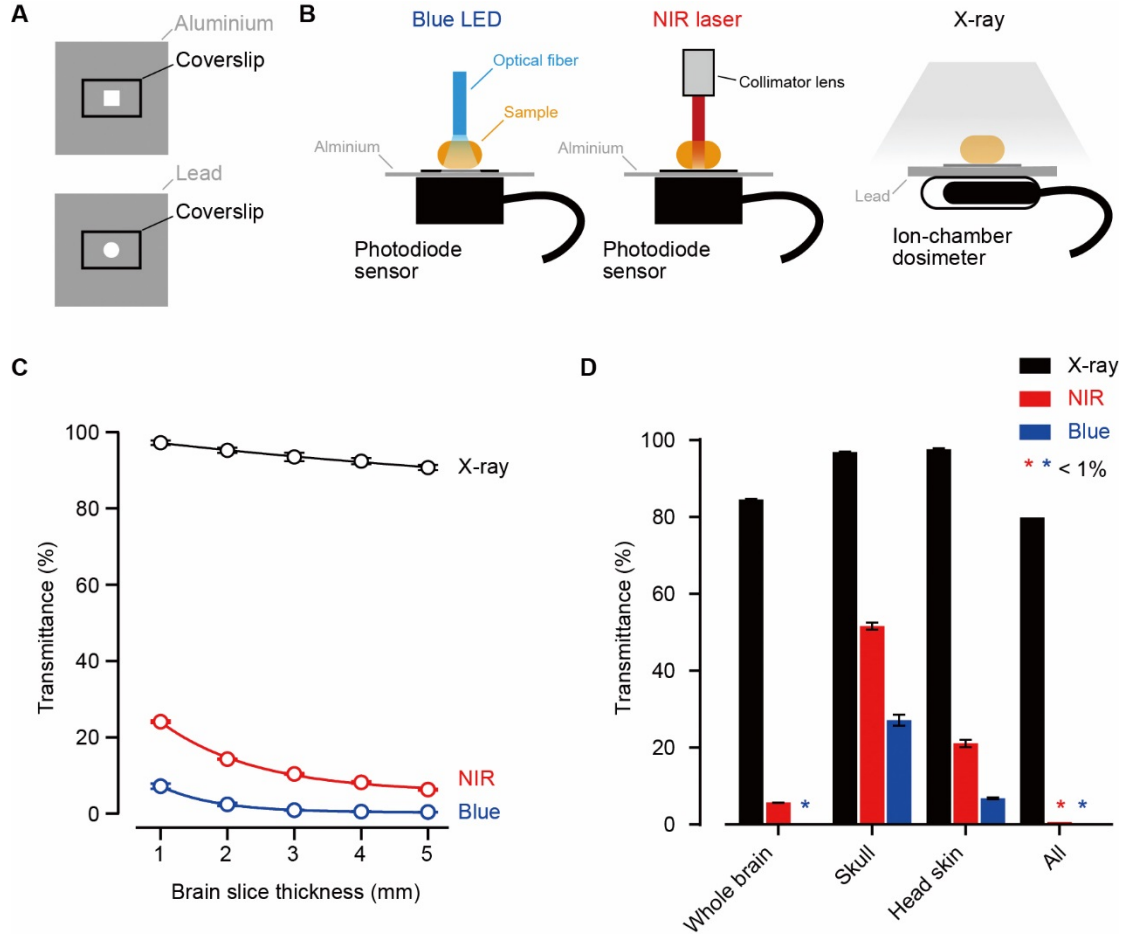 A
Aluminium
Coverslip
Lead
Coverslip
B
Blue LED
NIR laser
X-ray
Optical fiber
Sample
Alminium
Photodiode
sensor
Collimator lens
Alminium
Photodiode
sensor
Lead
Ion-chamber
dosimeter
C
Transmittance (%)
100
80
60
40
20
0
X-ray
NIR
Blue
1 2 3 4 5
Brain slice thickness (mm)
D
X-ray
NIR
Blue
* * < 1%
Transmittance (%)
100
80
60
40
20
0
*
* *
Whole brain
Skull
Head skin
All